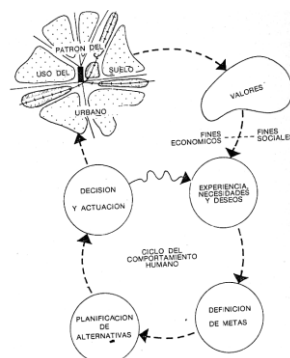 PATRON DEL
USO DEL
SUELO
URBANO
VALORES
FINES
ECONOMICOS
FINES
SOCIALES
DECISION
Y ACTUACION
EXPERIENCIA,
NECESIDADES
Y DESEOS
CICLO DEL
COMPORTAMIENTO
HUMANO
PLANIFICACION
DE
ALTERNATIVAS
DEFINICION
DE METAS